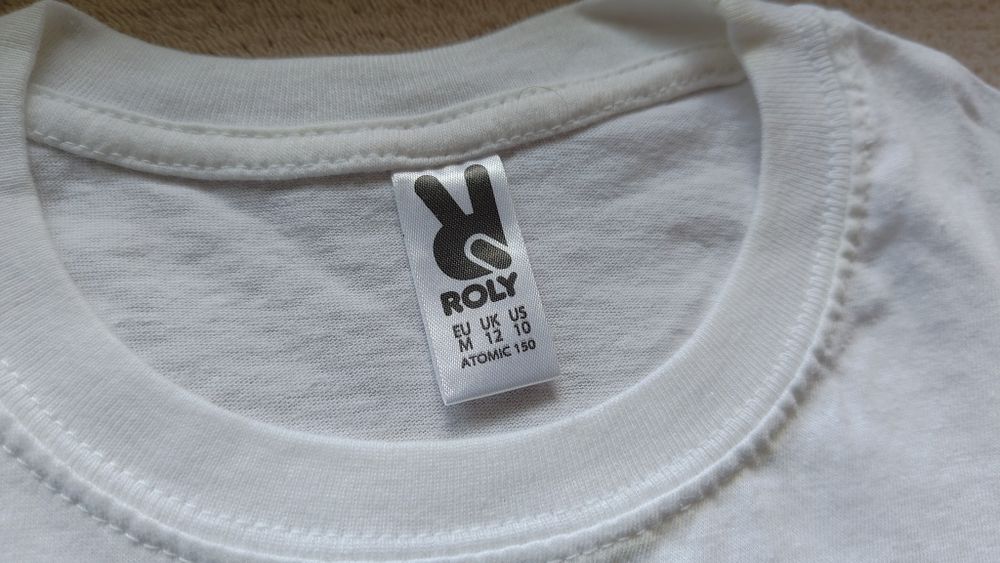 ROLY
EU UK US
M 12 10
ATOMIC 150